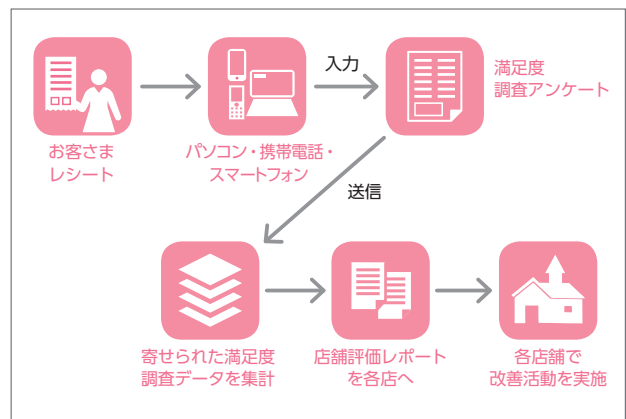 お客さま
レシート
パソコン・携帯電話・
スマートフォン
入力
満足度
調査アンケート
送信
寄せられた満足度
調査データを集計
店舗評価レポート
を各店へ
各店舗で
改善活動を実施